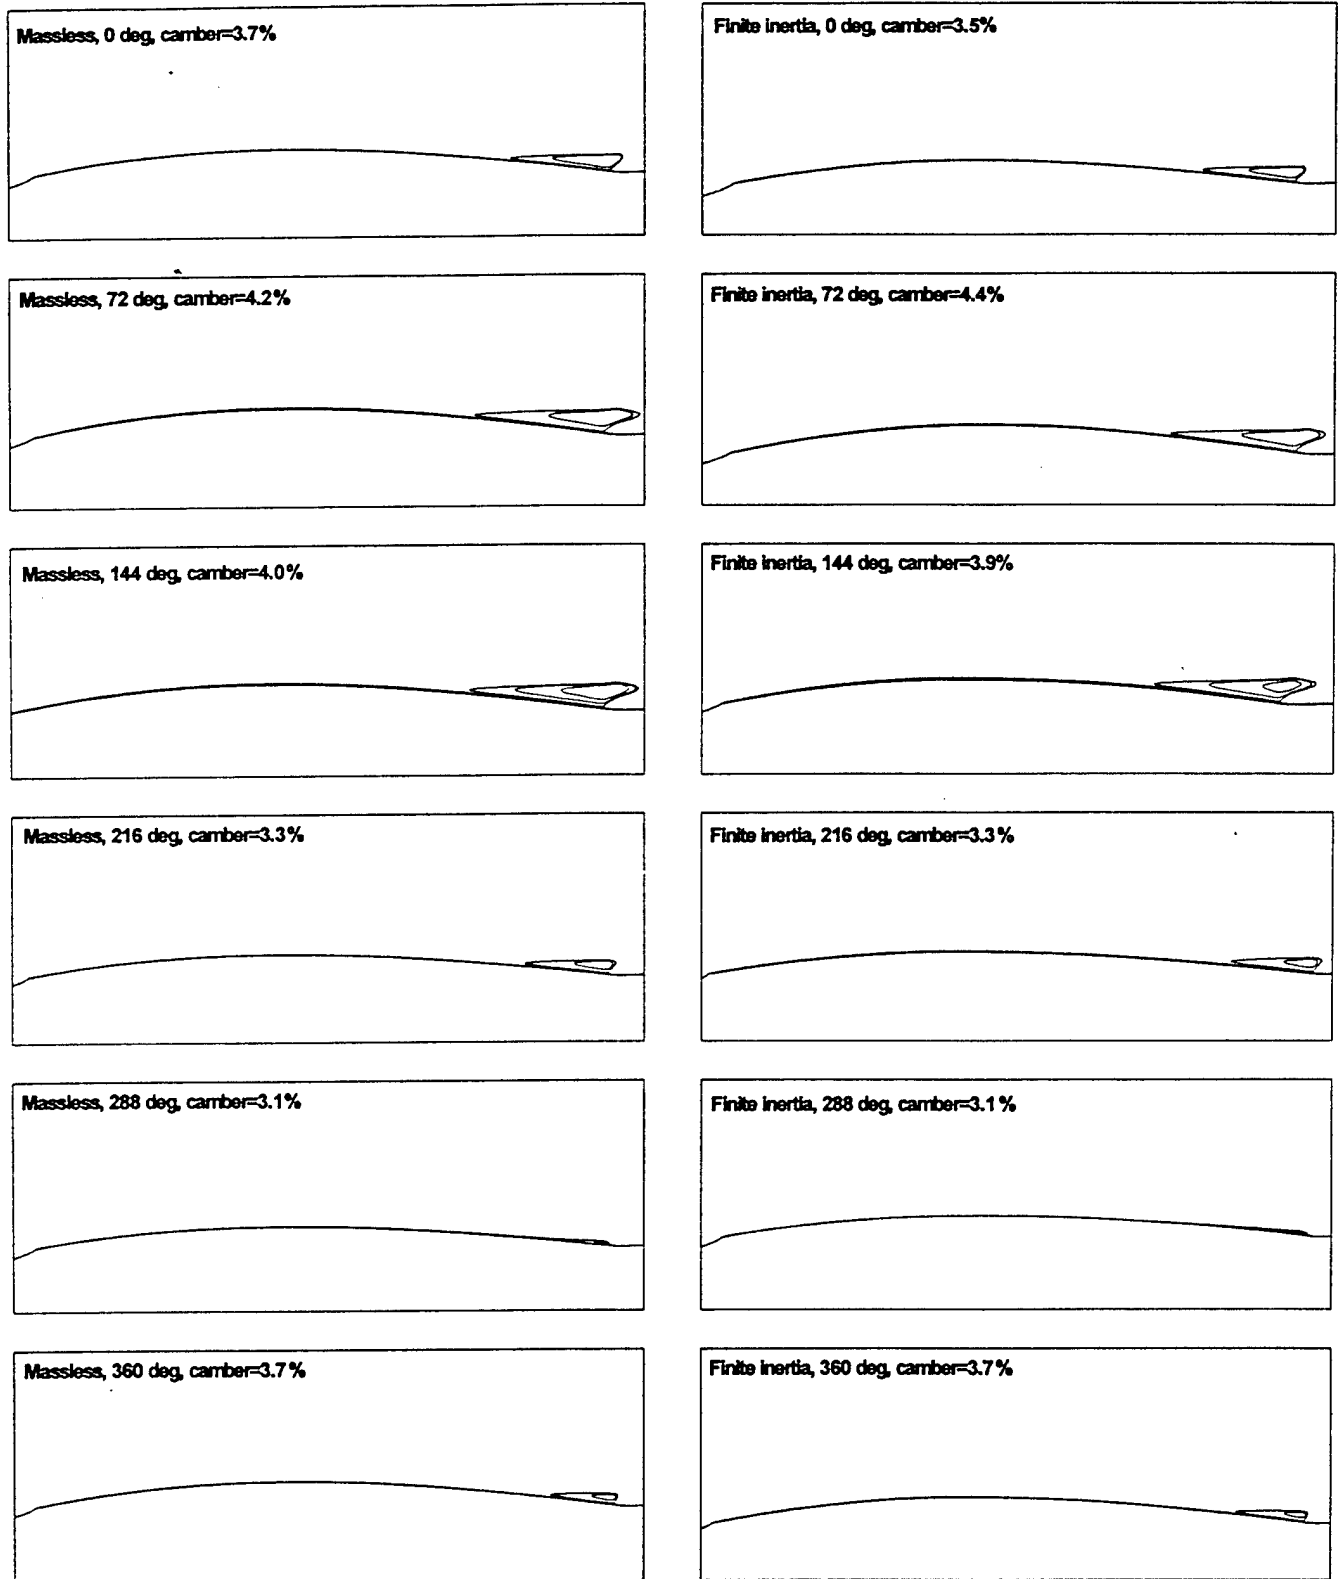 Massless, 0 deg, camber=3.7%
Finite inertia, 0 deg, camber=3.5%
Massless, 72 deg, camber=4.2%
Finite inertia, 72 deg, camber=4.4%
Massless, 144 deg, camber=4.0%
Finite inertia, 144 deg, camber=3.9%
Massless, 216 deg, camber=3.3%
Finite inertia, 216 deg, camber=3.3%
Massless, 288 deg, camber=3.1%
Finite inertia, 288 deg, camber=3.1%
Massless, 360 deg, camber=3.7%
Finite inertia, 360 deg, camber=3.7%